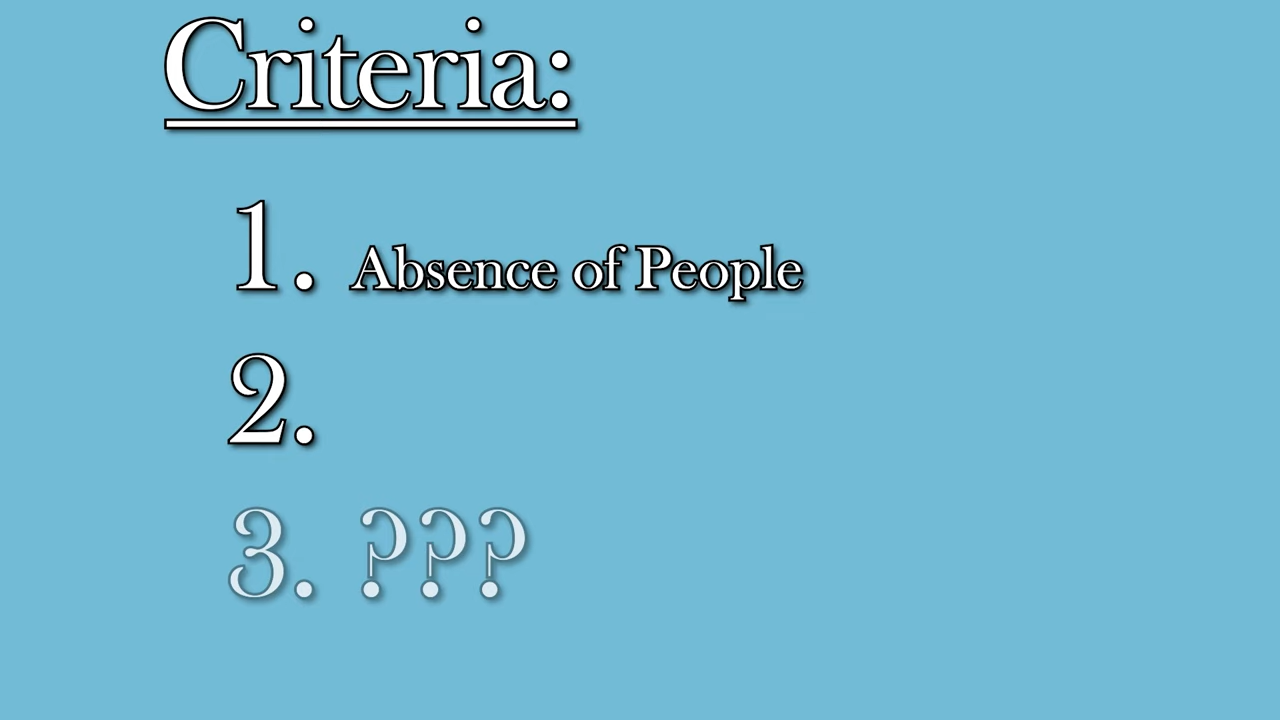 Criteria:
1. Absence of People
2.
3. ???